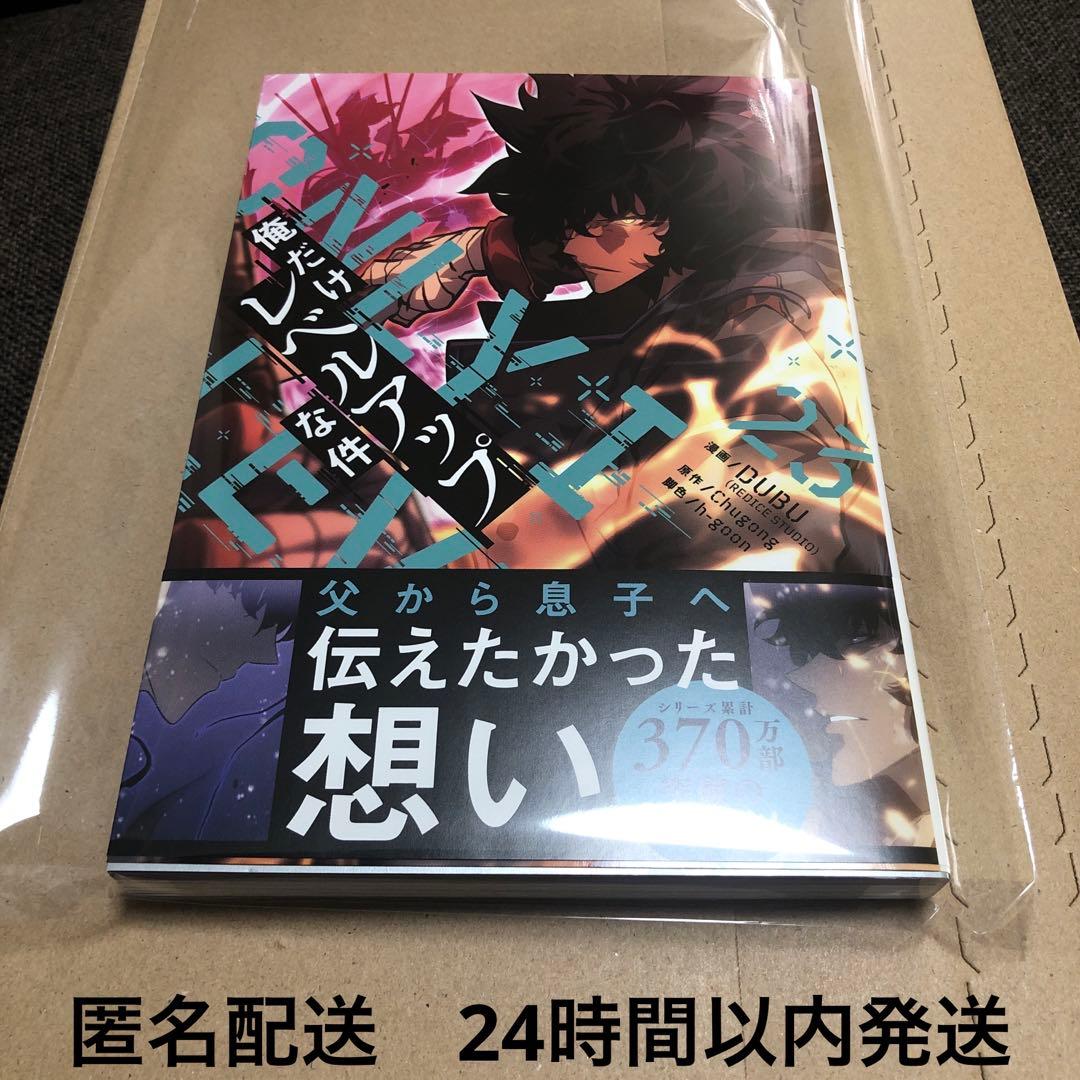 俺だけ
レベルアップ
な件
25
漫画/DUBU
(REDICE STUDIO)
原作/Chugong
脚色/h-goon
父から息子へ
伝えたかった
想い
シリーズ累計
370万部
匿名配送 24時間以内発送